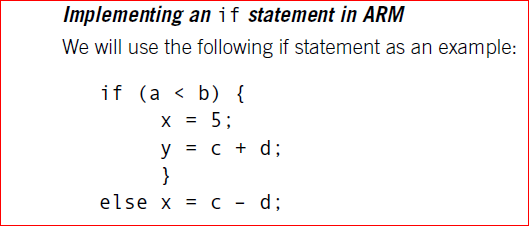 Implementing an if statement in ARM
We will use the following if statement as an example:
if (a < b) {
x = 5;
y = c + d;
}
else x = c - d;